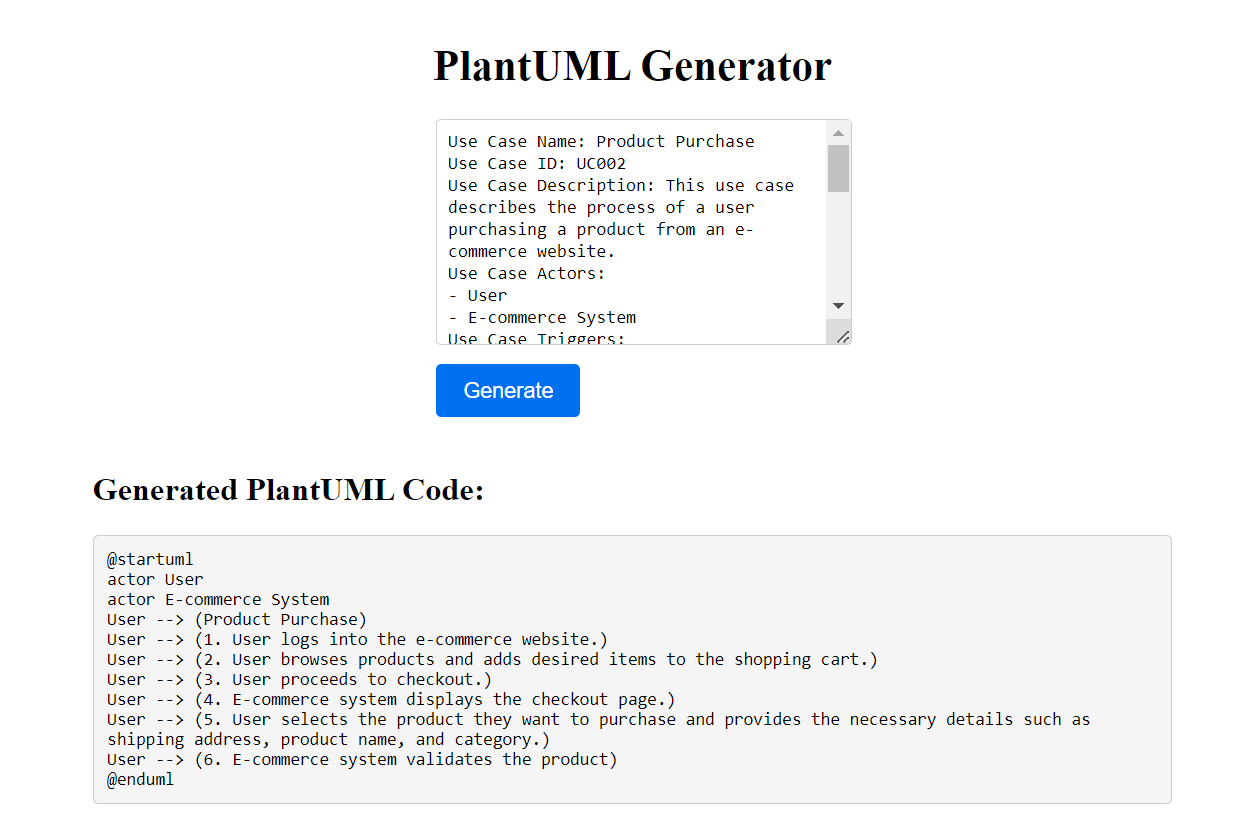 PlantUML Generator
Use Case Name: Product Purchase
Use Case ID: UC002
Use Case Description: This use case
describes the process of a user
purchasing a product from an e-
commerce website.
Use Case Actors:
- User
- E-commerce System
Use Case Triggers:
Generate
Generated PlantUML Code:
@startuml
actor User
actor E-commerce System
User --> (Product Purchase)
User --> (1. User logs into the e-commerce website.)
User --> (2. User browses products and adds desired items to the shopping cart.)
User --> (3. User proceeds to checkout.)
User --> (4. E-commerce system displays the checkout page.)
User --> (5. User selects the product they want to purchase and provides the necessary details such as
shipping address, product name, and category.)
User --> (6. E-commerce system validates the product)
@enduml